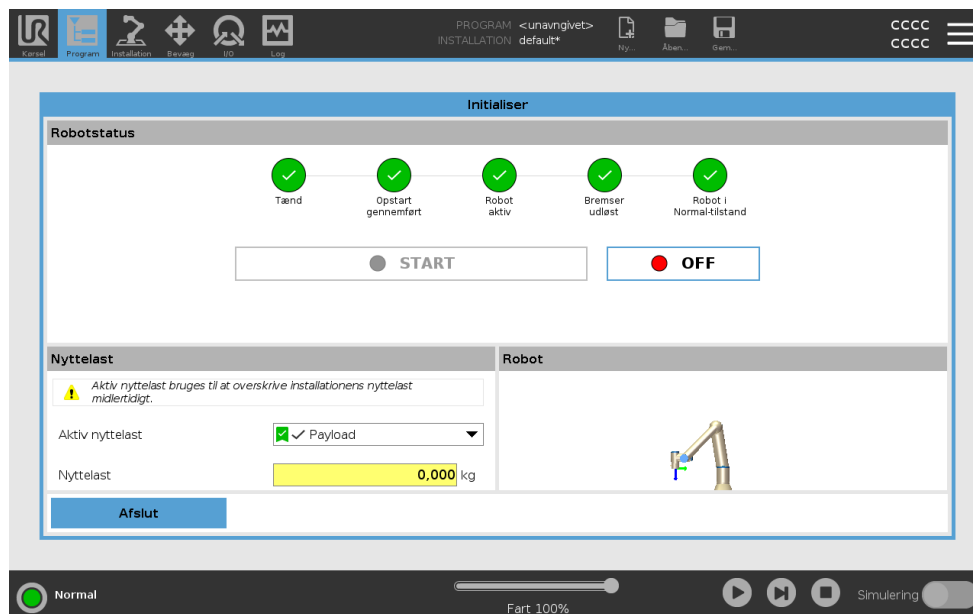 UR
PROGRAM <unavngivet>
INSTALLATION default*
cccc
cccc
Kørsel Program Installation Bevæg I/O Log Ny... Åben... Gem...
Initialiser
Robotstatus
Tænd
Opstart
gennemført
Robot
aktiv
Bremser
udløst
Robot i
Normal-tilstand
START OFF
Nyttelast Robot
Aktiv nyttelast bruges til at overskrive installationens nyttelast
midlertidigt.
Aktiv nyttelast Payload
Nyttelast 0,000 kg
Afslut
Normal
Fart 100%
Simulering